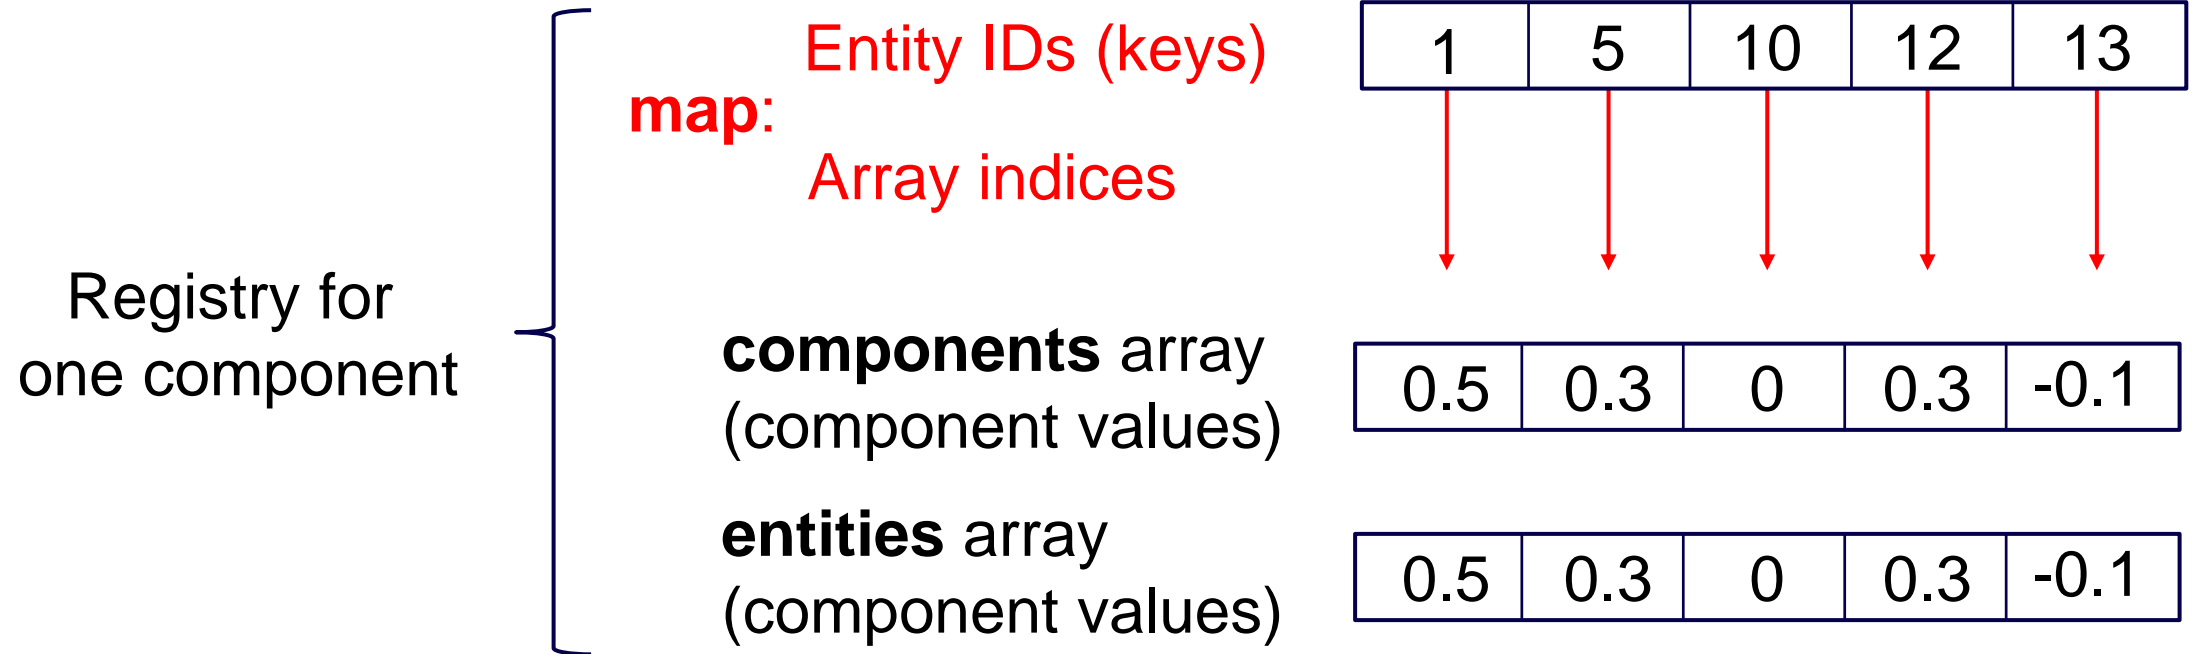 Entity IDs (keys)
1 5 10 12 13
map:
Array indices
Registry for
one component
components array
(component values)
0.5 0.3 0 0.3 -0.1
entities array
(component values)
0.5 0.3 0 0.3 -0.1